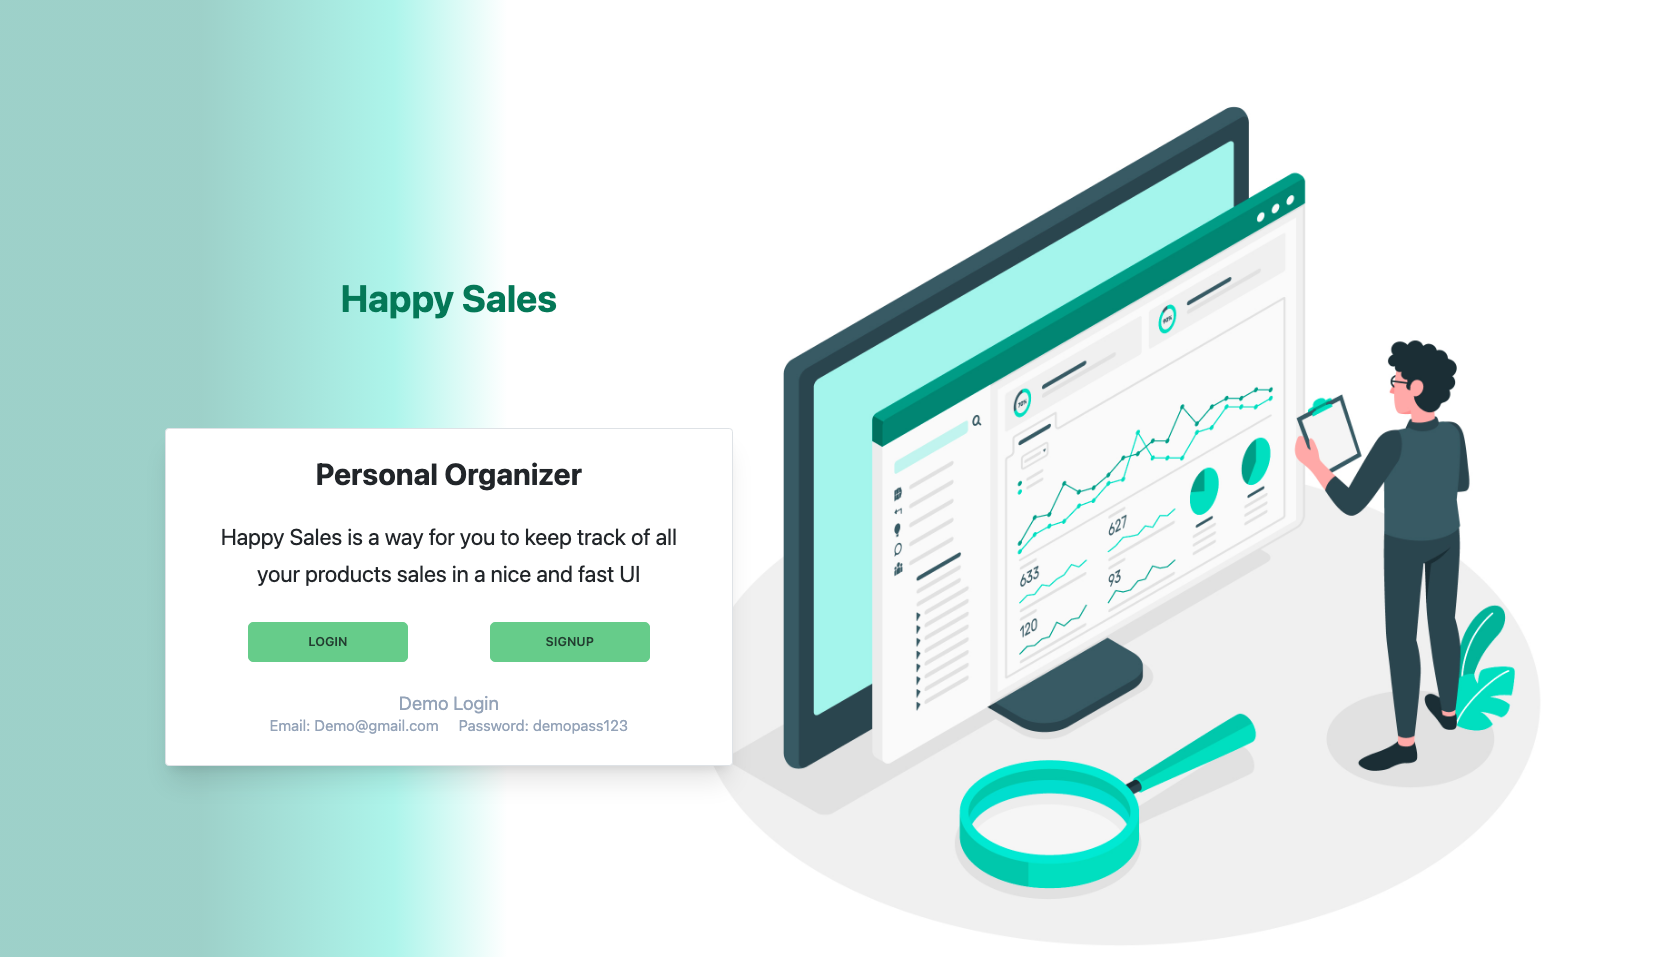 Happy Sales
Personal Organizer
Happy Sales is a way for you to keep track of all
your products sales in a nice and fast UI
LOGIN
SIGNUP
Demo Login
Email: Demo@gmail.com Password: demopass123
70%
627
633
93
120